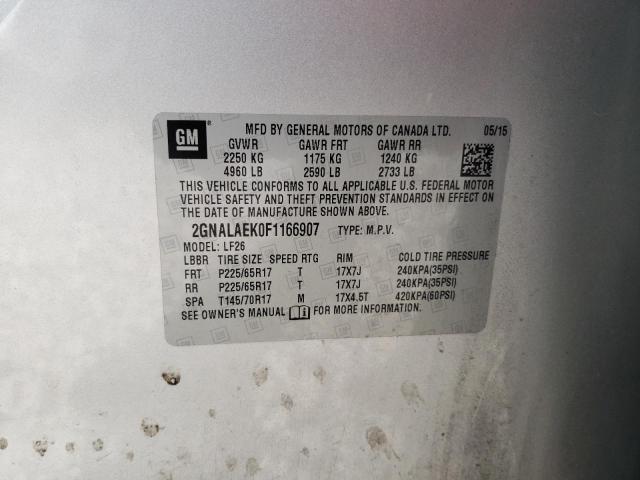 GM ® MFD BY GENERAL MOTORS OF CANADA LTD. 05/15
GVWR GAWR FRT GAWR RR
2250 KG 1175 KG 1240 KG
4960 LB 2590 LB 2733 LB
THIS VEHICLE CONFORMS TO ALL APPLICABLE U.S. FEDERAL MOTOR
VEHICLE SAFETY AND THEFT PREVENTION STANDARDS IN EFFECT ON
THE DATE OF MANUFACTURE SHOWN ABOVE.
2GNALAEK0F1166907 TYPE: M.P.V.
MODEL: LF26
LBBR TIRE SIZE SPEED RTG RIM COLD TIRE PRESSURE
FRT P225/65R17 T 17X7J 240KPA(35PSI)
RR P225/65R17 T 17X7J 240KPA(35PSI)
SPA T145/70R17 M 17X4.5T 420KPA(60PSI)
SEE OWNER'S MANUAL FOR MORE INFORMATION.